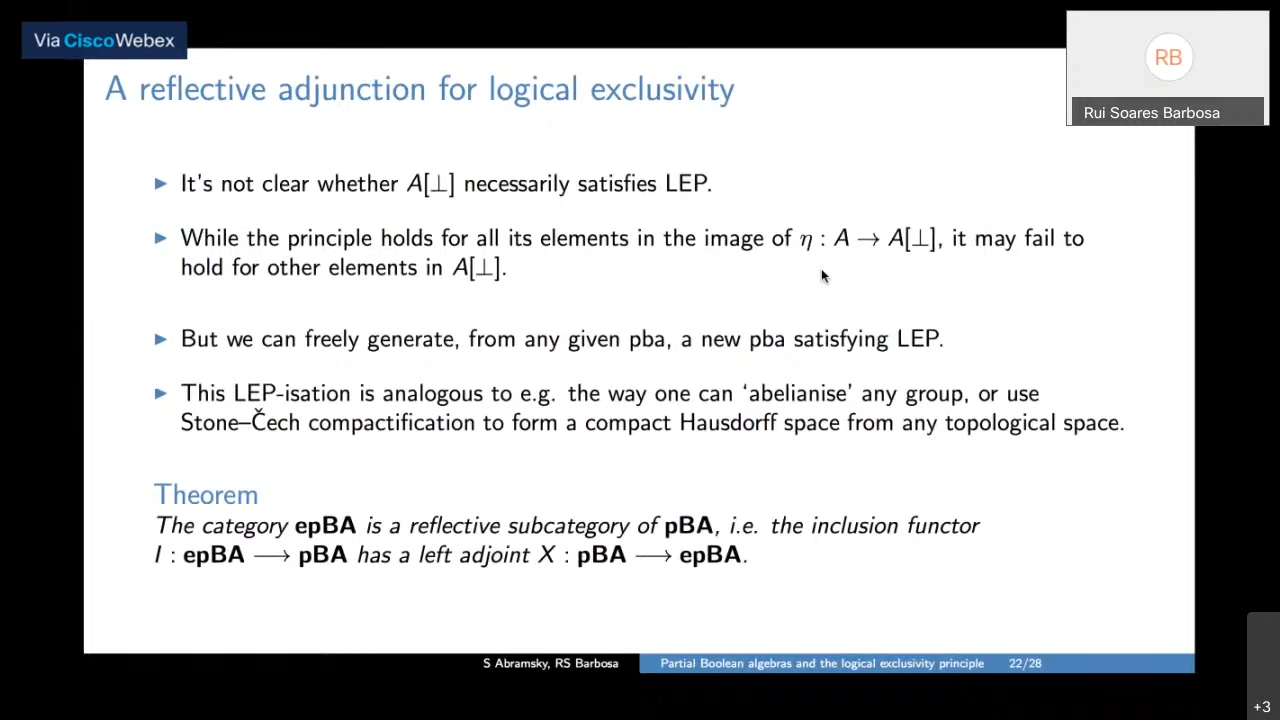 Via CiscoWebex
RB
Rui Soares Barbosa
A reflective adjunction for logical exclusivity
▶ It's not clear whether A[⊥] necessarily satisfies LEP.
▶ While the principle holds for all its elements in the image of η : A → A[⊥], it may fail to
hold for other elements in A[⊥].
▶ But we can freely generate, from any given pba, a new pba satisfying LEP.
▶ This LEP-isation is analogous to e.g. the way one can ‘abelianise’ any group, or use
Stone–Čech compactification to form a compact Hausdorff space from any topological space.
Theorem
The category epBA is a reflective subcategory of pBA, i.e. the inclusion functor
I : epBA ⟶ pBA has a left adjoint X : pBA ⟶ epBA.
S Abramsky, RS Barbosa
Partial Boolean algebras and the logical exclusivity principle 22/28
+3